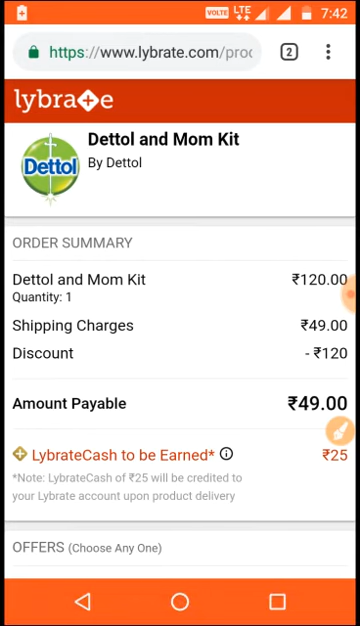 VOLTE LTE 7:42
https://www.lybrate.com/prod 2
lybrate
Dettol and Mom Kit
Dettol
By Dettol
ORDER SUMMARY
Dettol and Mom Kit ₹120.00
Quantity: 1
Shipping Charges ₹49.00
Discount - ₹120
Amount Payable ₹49.00
LybrateCash to be Earned* ₹25
*Note: LybrateCash of ₹25 will be credited to
your Lybrate account upon product delivery
OFFERS (Choose Any One)